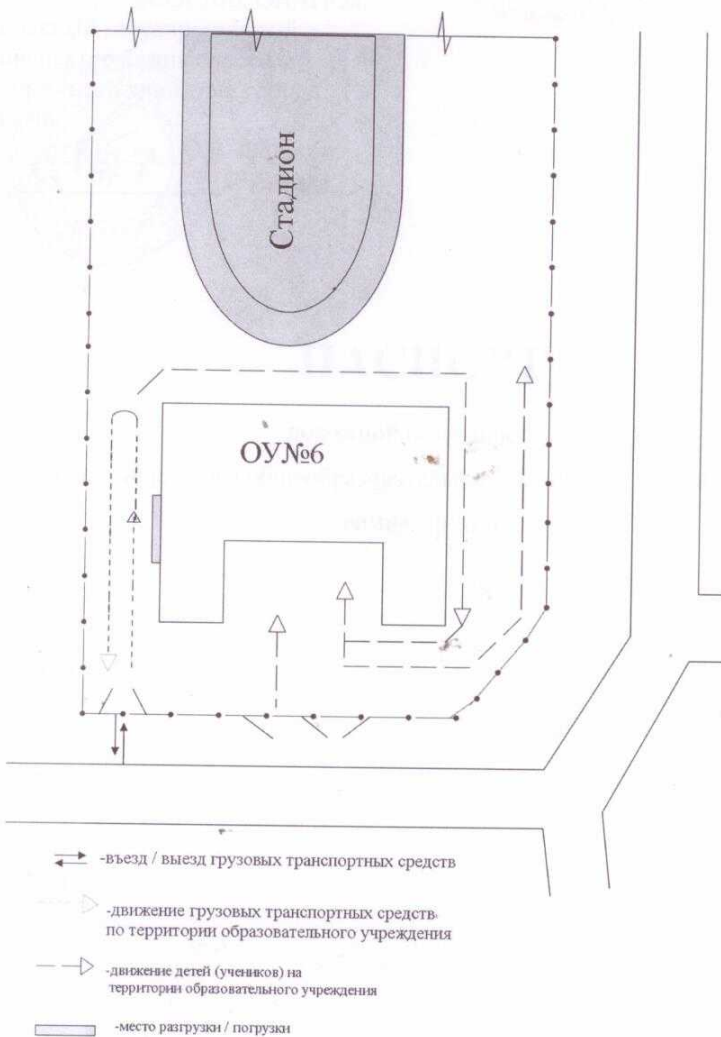 Стадион
ОУ№6
-въезд / выезд грузовых транспортных средств
-движение грузовых транспортных средств
по территории образовательного учреждения
-движение детей (учеников) на
территории образовательного учреждения
-место разгрузки / погрузки